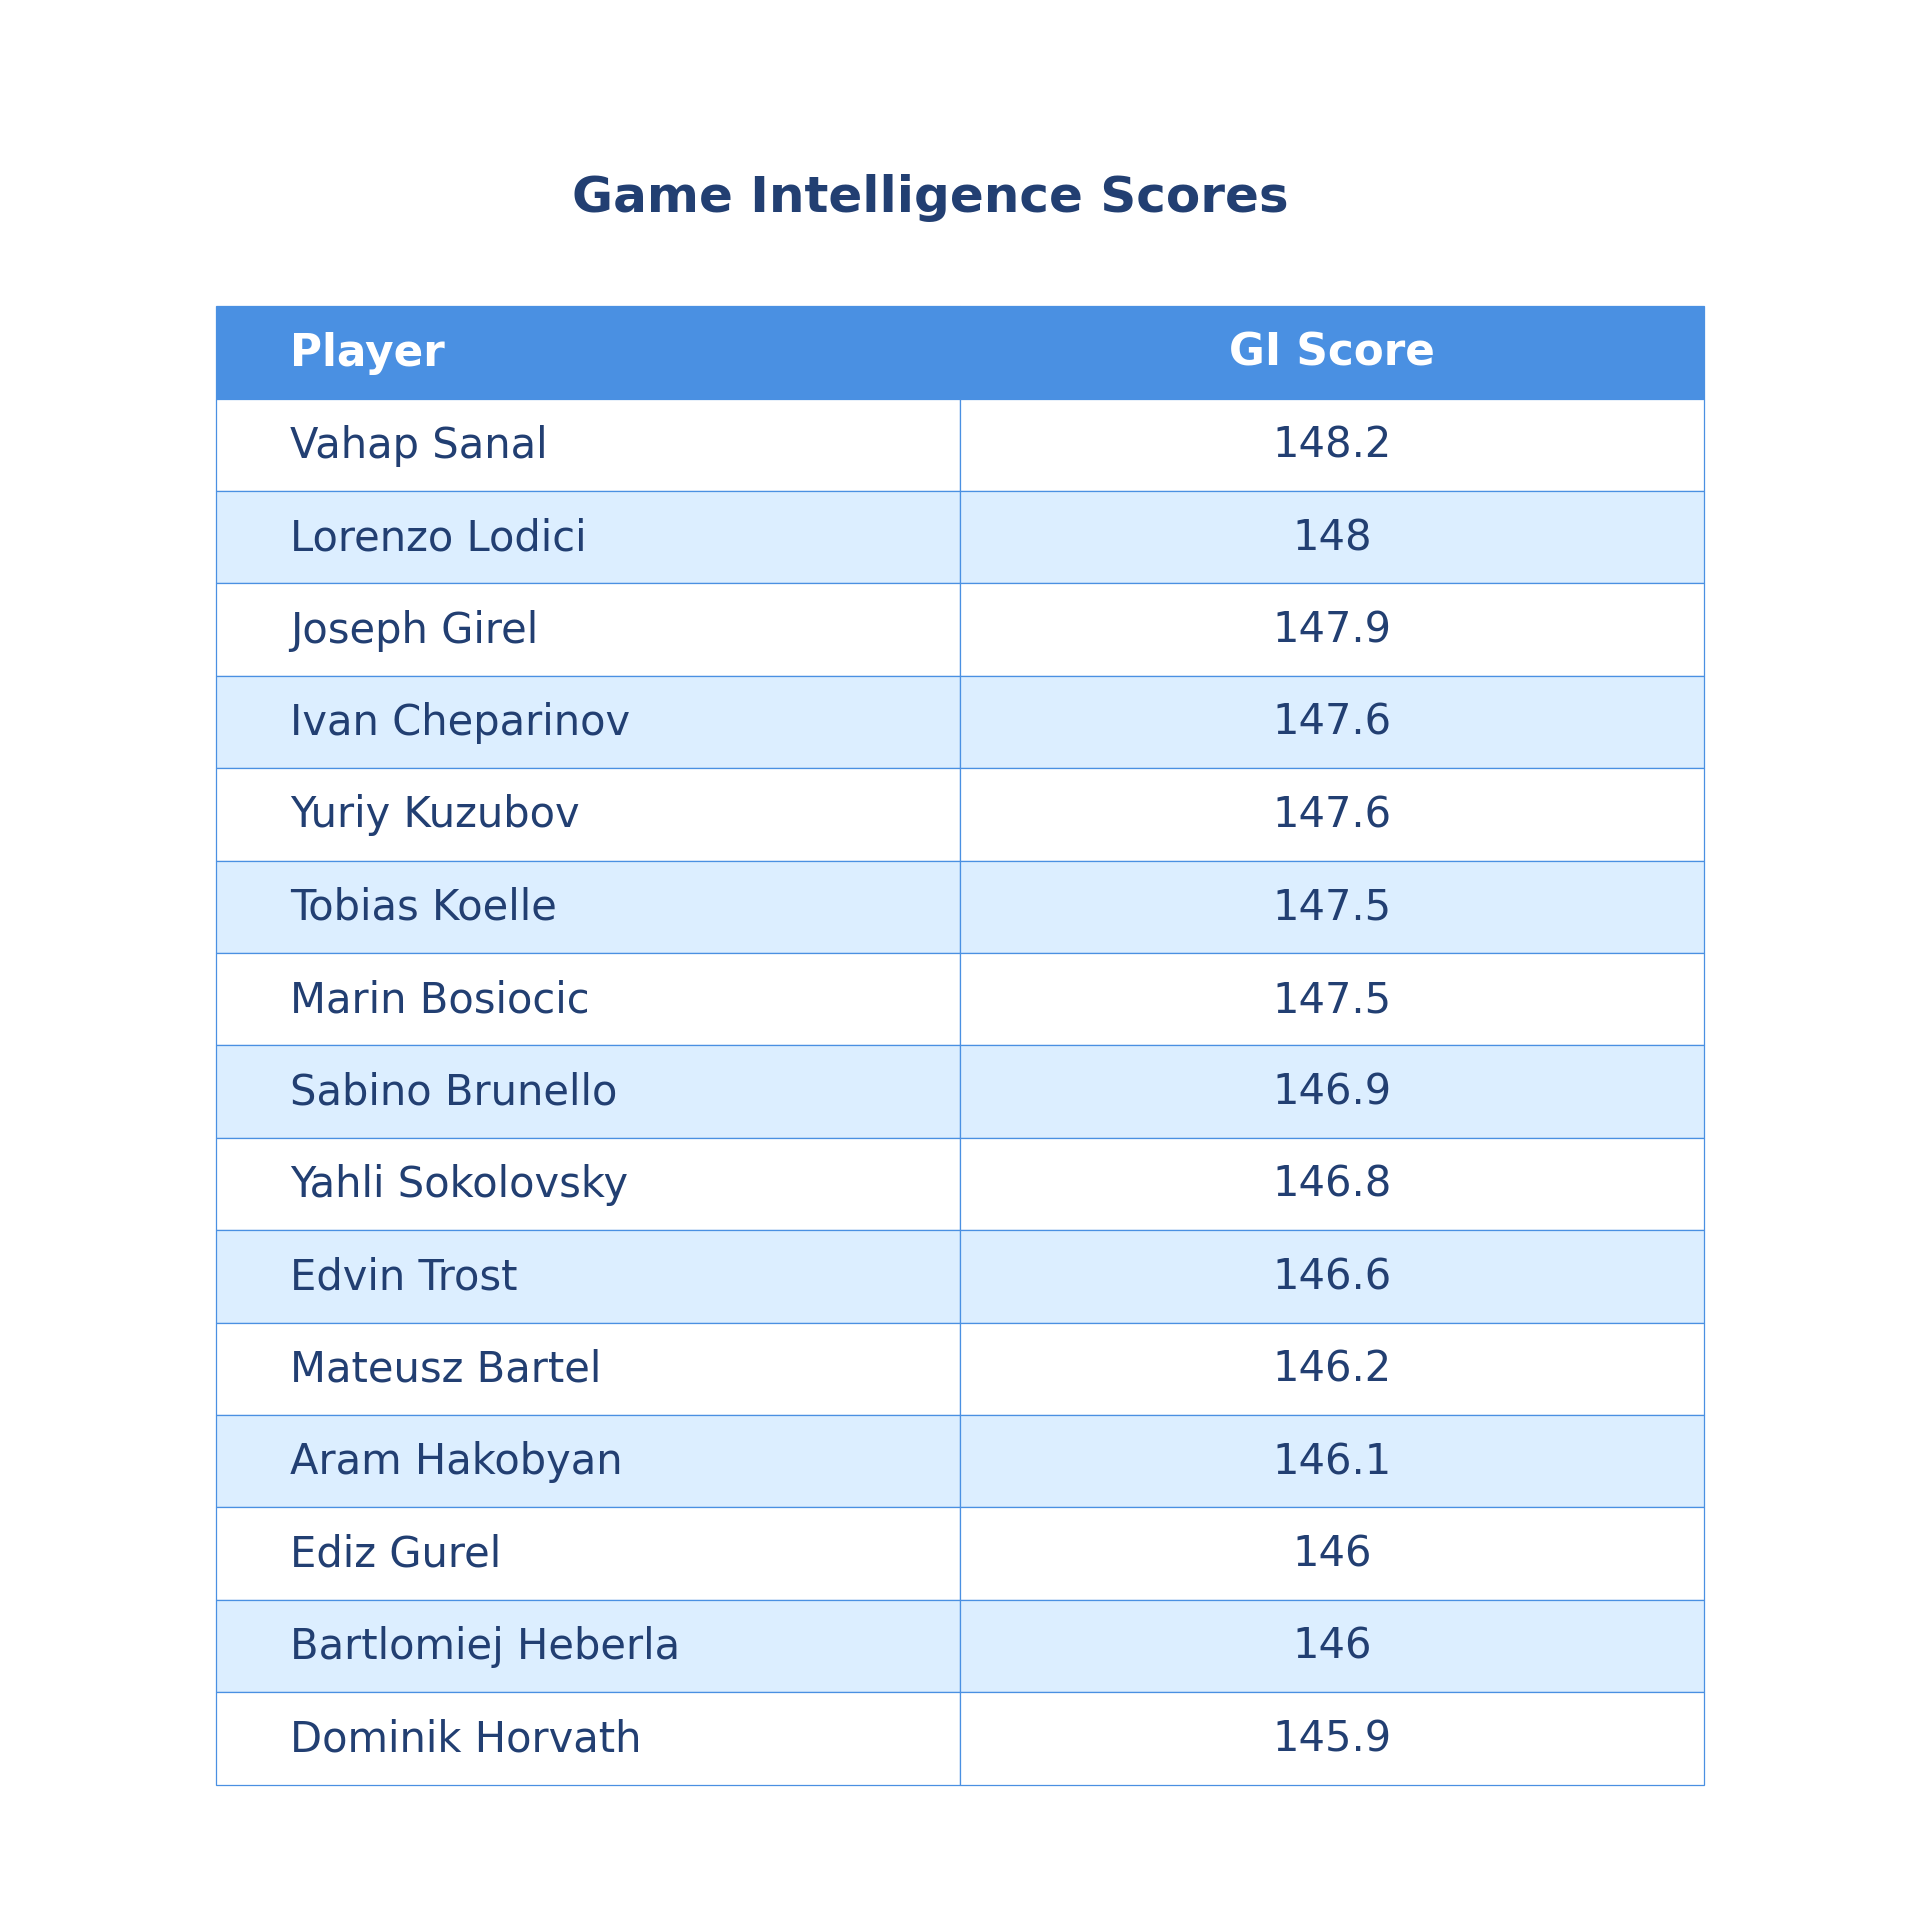 Game Intelligence Scores
Player GI Score
Vahap Sanal 148.2
Lorenzo Lodici 148
Joseph Girel 147.9
Ivan Cheparinov 147.6
Yuriy Kuzubov 147.6
Tobias Koelle 147.5
Marin Bosiocic 147.5
Sabino Brunello 146.9
Yahli Sokolovsky 146.8
Edvin Trost 146.6
Mateusz Bartel 146.2
Aram Hakobyan 146.1
Ediz Gurel 146
Bartlomiej Heberla 146
Dominik Horvath 145.9